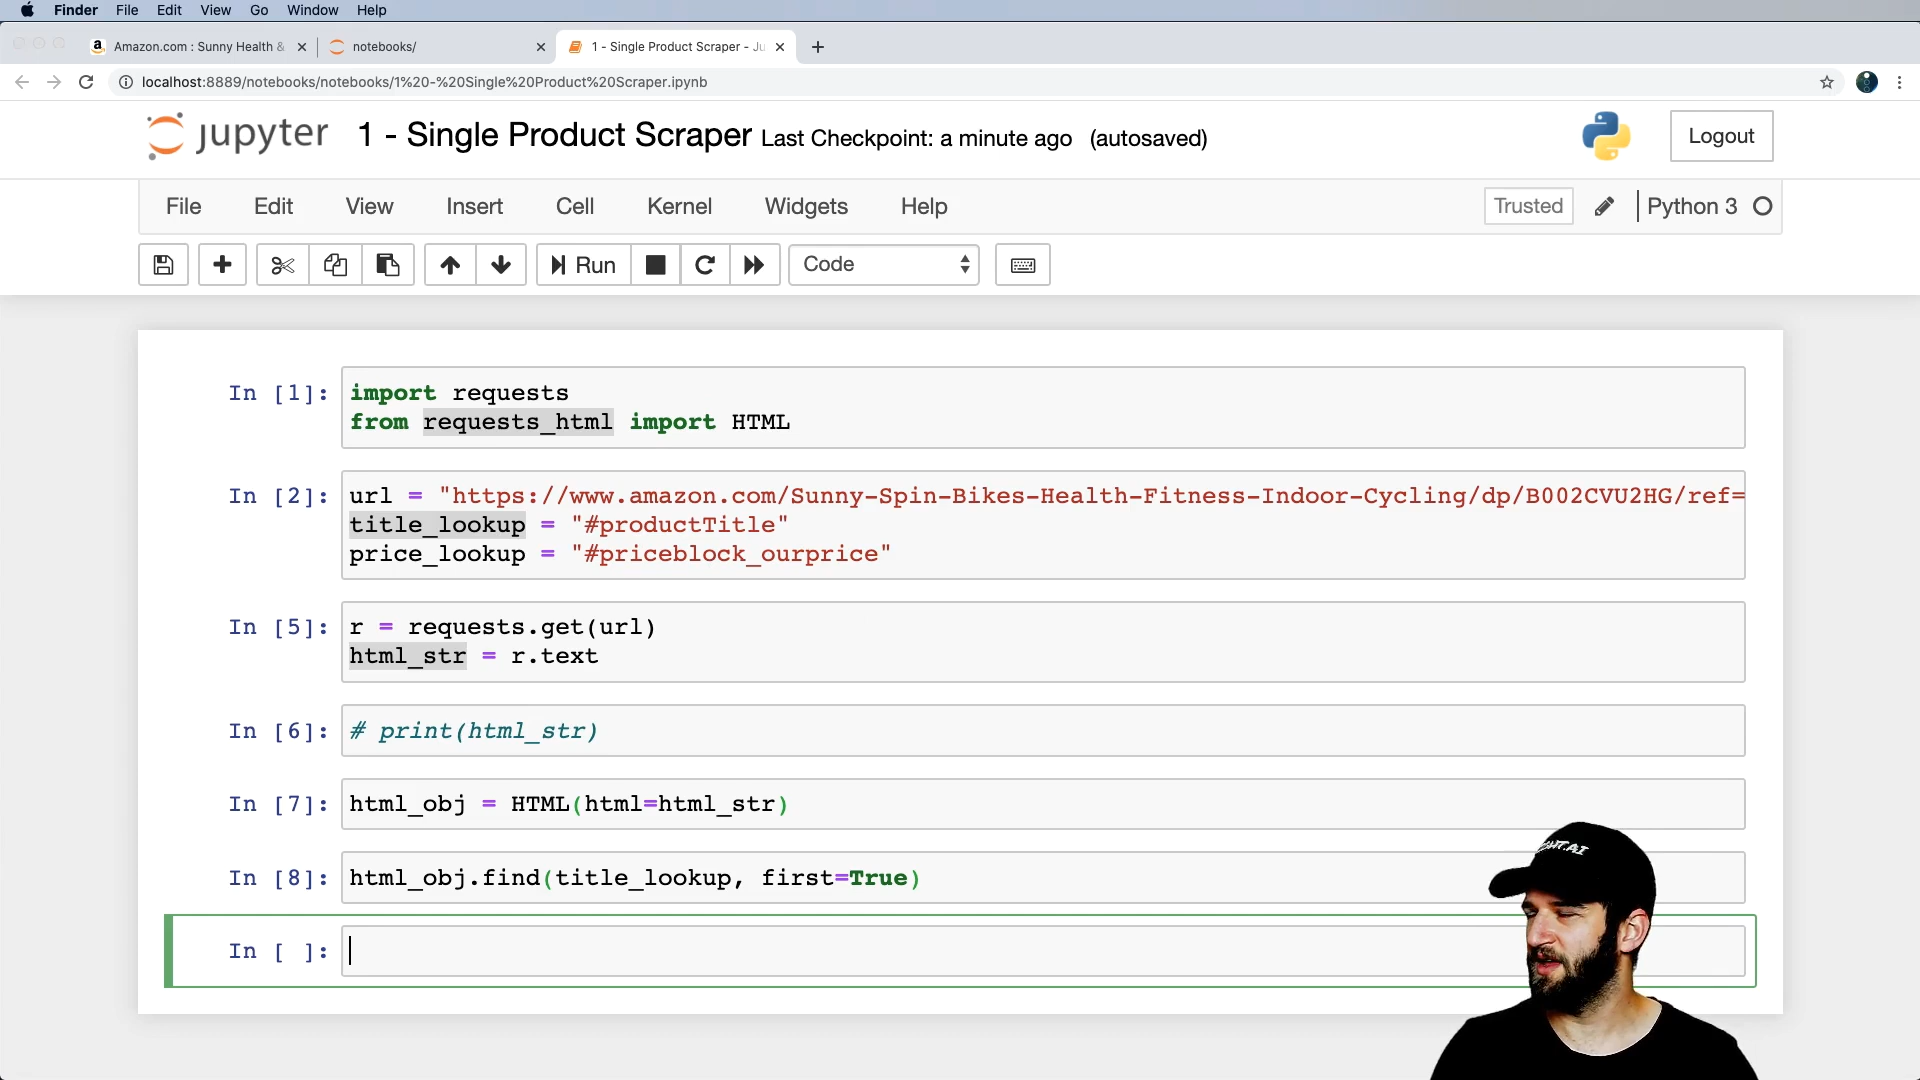 Finder File Edit View Go Window Help
Amazon.com : Sunny Health &
notebooks/
1 - Single Product Scraper - Ju
localhost:8889/notebooks/notebooks/1%20-%20Single%20Product%20Scraper.ipynb
jupyter 1 - Single Product Scraper Last Checkpoint: a minute ago (autosaved)
Logout
File Edit View Insert Cell Kernel Widgets Help
Trusted
Python 3
Run
Code
In [1]: import requests
from requests_html import HTML
In [2]: url = "https://www.amazon.com/Sunny-Spin-Bikes-Health-Fitness-Indoor-Cycling/dp/B002CVU2HG/ref=
title_lookup = "#productTitle"
price_lookup = "#priceblock_ourprice"
In [5]: r = requests.get(url)
html_str = r.text
In [6]: # print(html_str)
In [7]: html_obj = HTML(html=html_str)
In [8]: html_obj.find(title_lookup, first=True)
In [ ]: